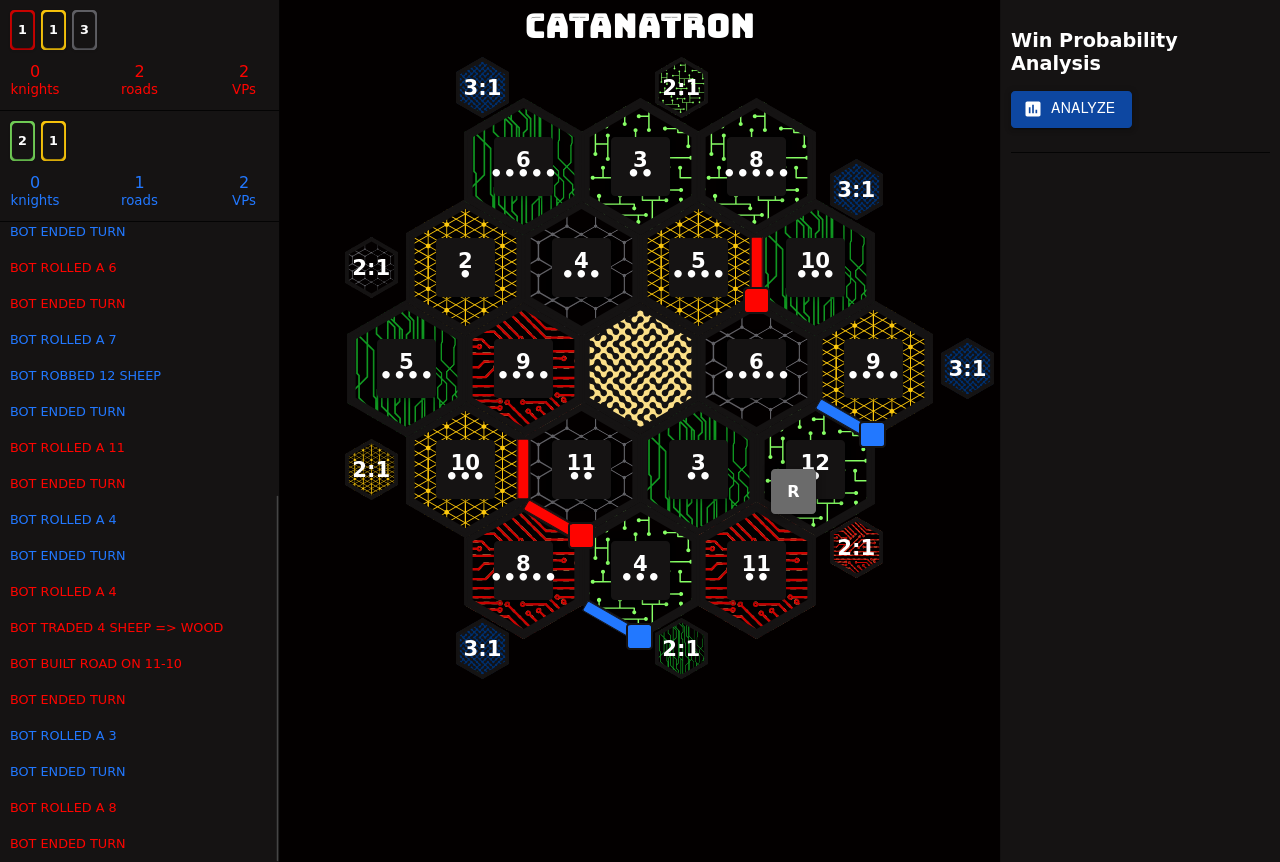 1 1 3
0 2 2
knights roads VPs
2 1
0 1 2
knights roads VPs
BOT ENDED TURN
BOT ROLLED A 6
BOT ENDED TURN
BOT ROLLED A 7
BOT ROBBED 12 SHEEP
BOT ENDED TURN
BOT ROLLED A 11
BOT ENDED TURN
BOT ROLLED A 4
BOT ENDED TURN
BOT ROLLED A 4
BOT TRADED 4 SHEEP => WOOD
BOT BUILT ROAD ON 11-10
BOT ENDED TURN
BOT ROLLED A 3
BOT ENDED TURN
BOT ROLLED A 8
BOT ENDED TURN
CATANATRON
3:1 2:1
6 3 8
3:1
2:1 2 4 5 10
5 9 6 9 3:1
2:1 10 11 3 12
R
8 4 11 2:1
3:1 2:1
Win Probability
Analysis
ANALYZE